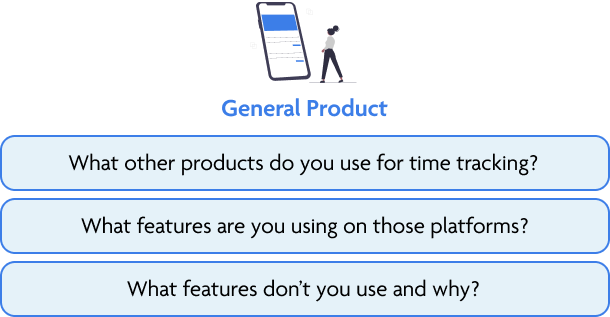 General Product
What other products do you use for time tracking?
What features are you using on those platforms?
What features don’t you use and why?